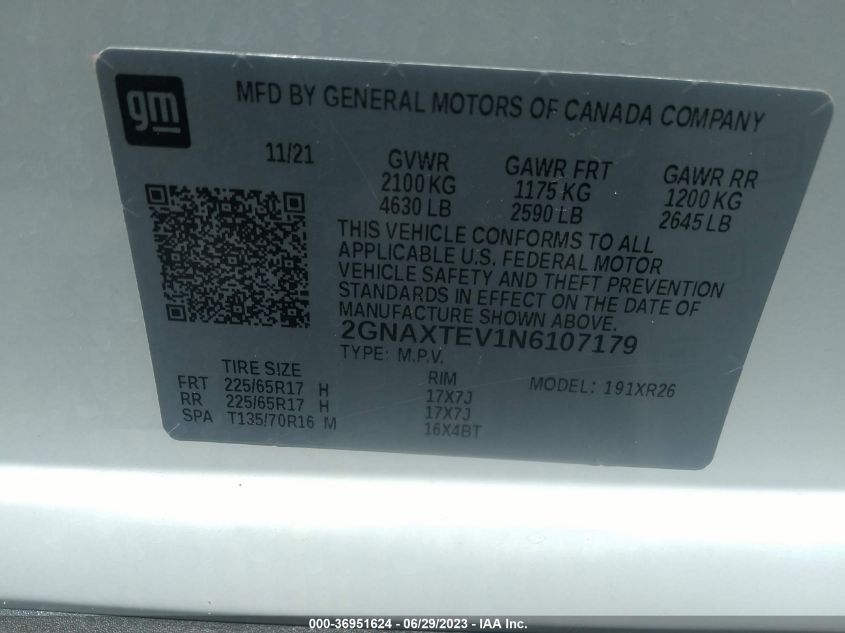 gm
MFD BY GENERAL MOTORS OF CANADA COMPANY
11/21
GVWR
2100 KG
4630 LB
GAWR FRT
1175 KG
2590 LB
GAWR RR
1200 KG
2645 LB
THIS VEHICLE CONFORMS TO ALL
APPLICABLE U.S. FEDERAL MOTOR
VEHICLE SAFETY AND THEFT PREVENTION
STANDARDS IN EFFECT ON THE DATE OF
MANUFACTURE SHOWN ABOVE.
2GNAXTEV1N6107179
TYPE: M.P.V.
MODEL: 191XR26
TIRE SIZE
FRT 225/65R17 H
RR 225/65R17 H
SPA T135/70R16 M
RIM
17X7J
17X7J
16X4BT
000-36951624 - 06/29/2023 - IAA Inc.